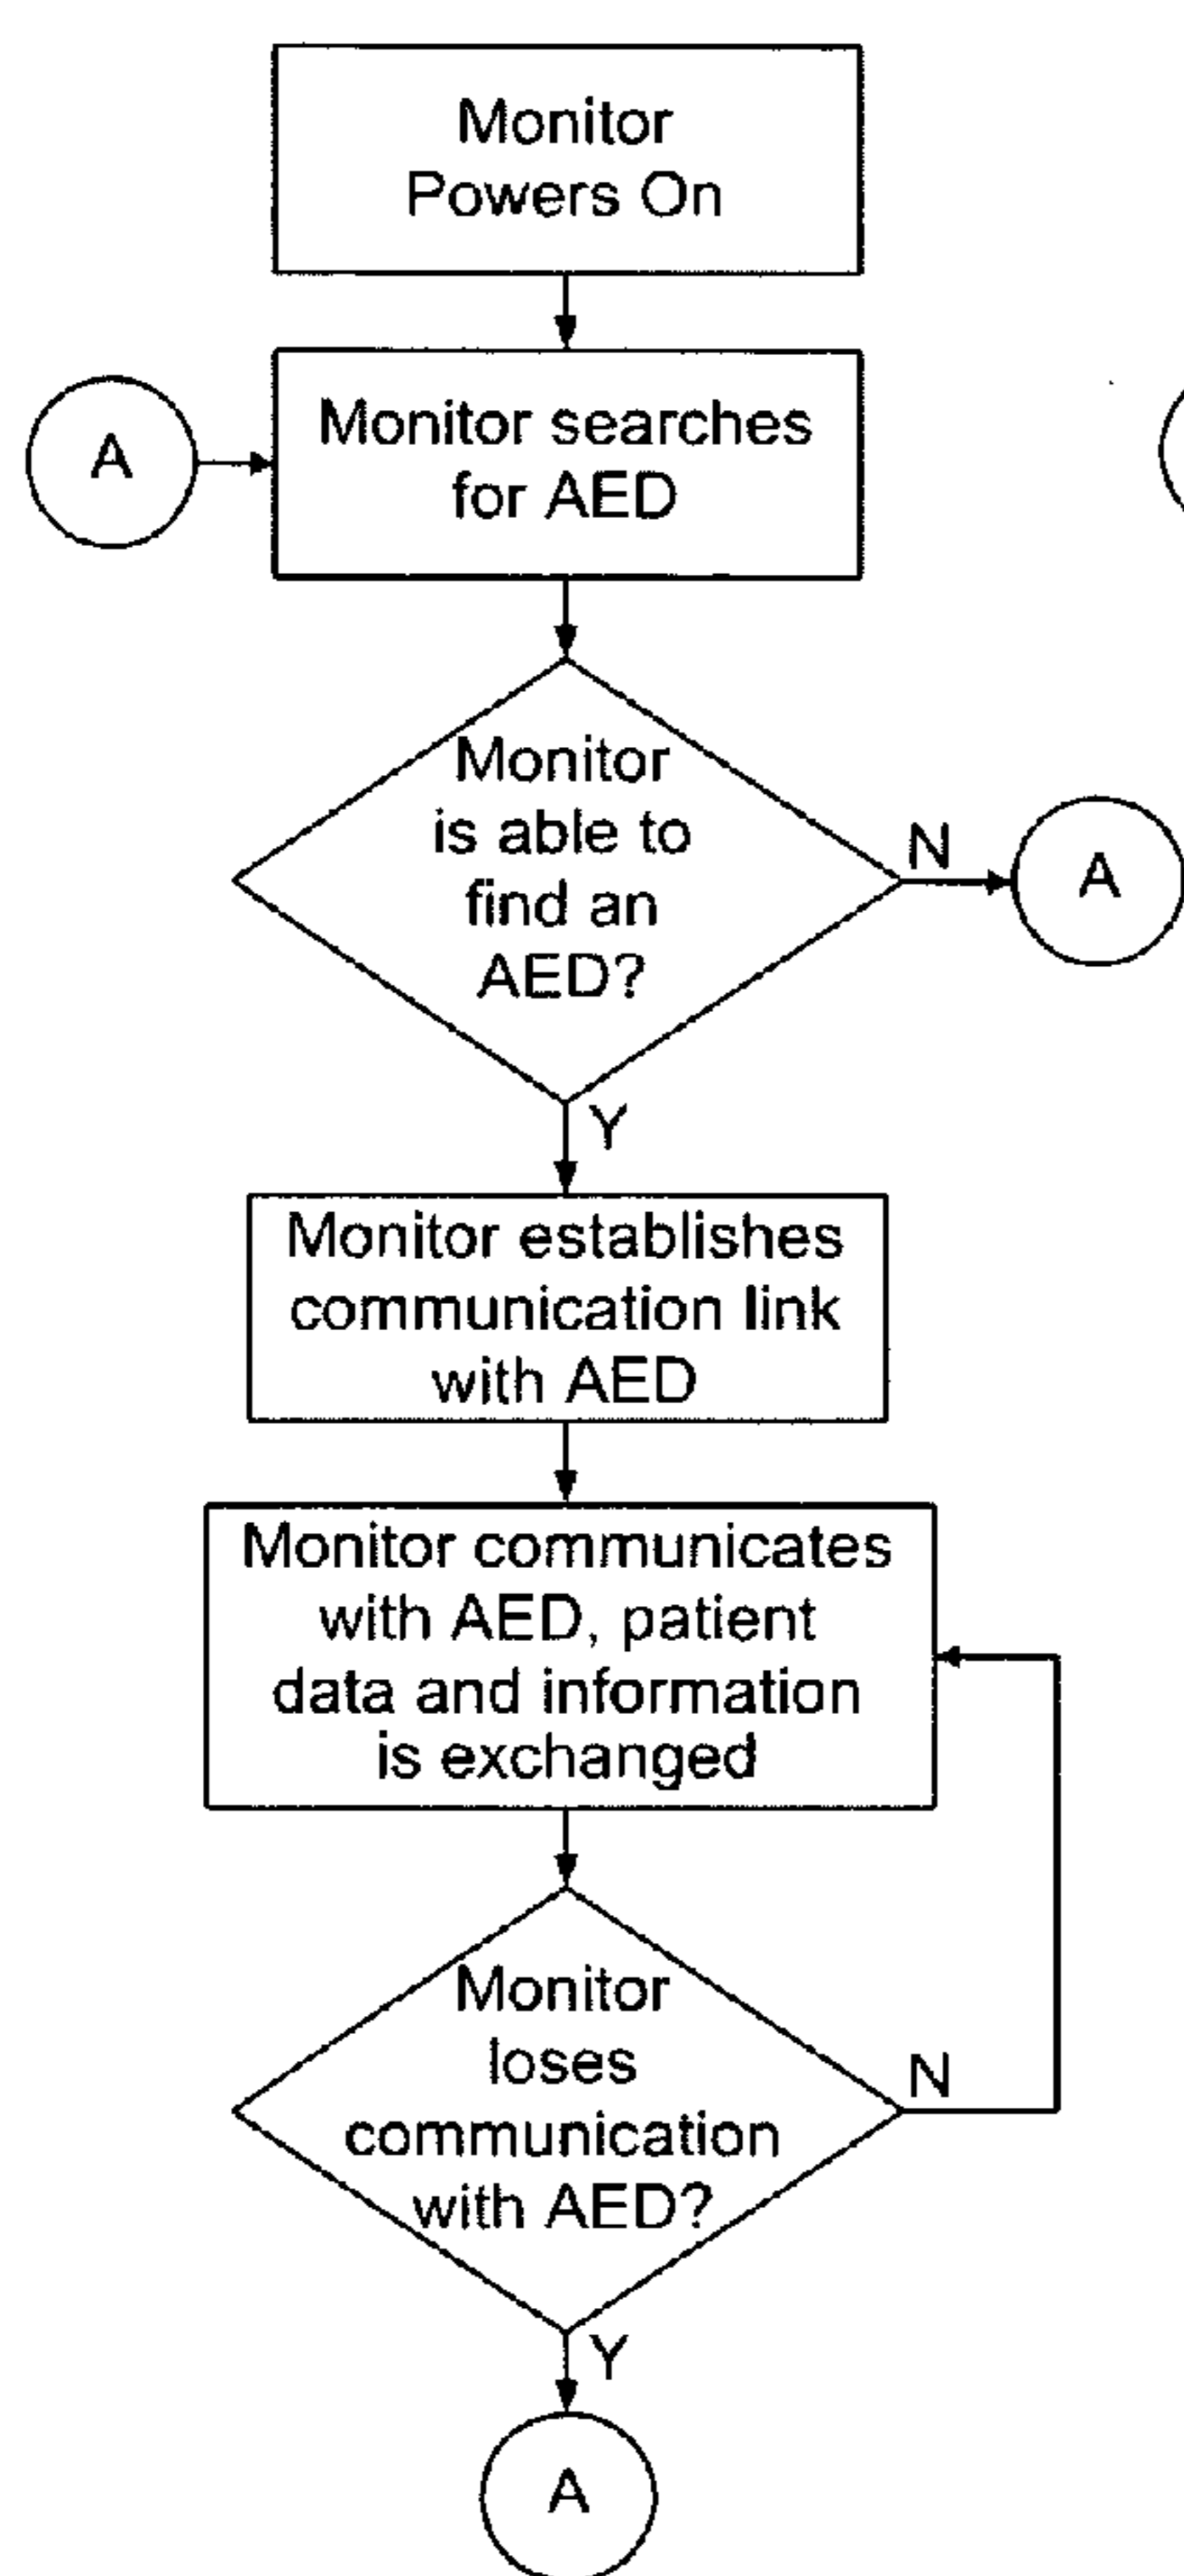 Monitor
Powers On
A
Monitor searches
for AED
Monitor
is able to
find an
AED?
N
A
Y
Monitor establishes
communication link
with AED
Monitor communicates
with AED, patient
data and information
is exchanged
Monitor
loses
communication
with AED?
N
Y
A